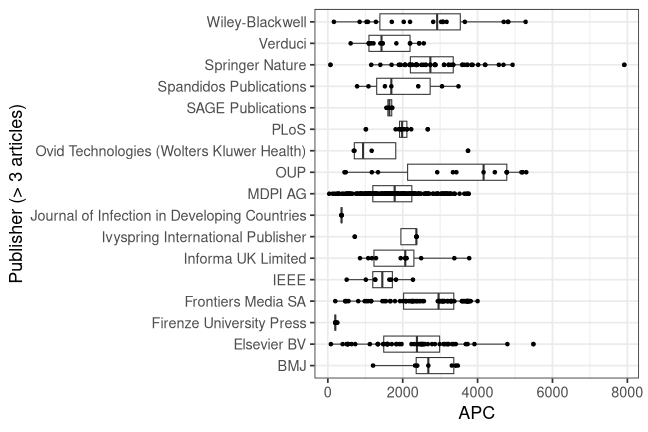 Publisher (> 3 articles)
Wiley-Blackwell
Verduci
Springer Nature
Spandidos Publications
SAGE Publications
PLoS
Ovid Technologies (Wolters Kluwer Health)
OUP
MDPI AG
Journal of Infection in Developing Countries
Ivyspring International Publisher
Informa UK Limited
IEEE
Frontiers Media SA
Firenze University Press
Elsevier BV
BMJ
0 2000 4000 6000 8000
APC